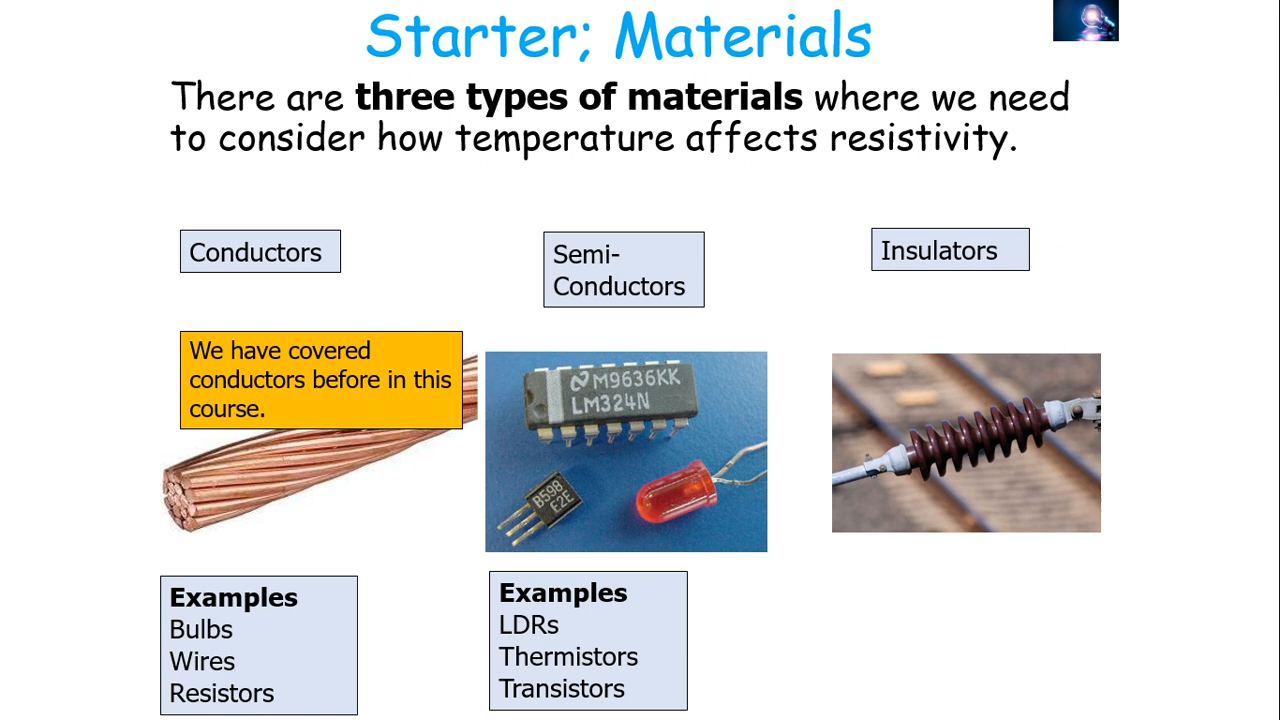 Starter; Materials
There are three types of materials where we need
to consider how temperature affects resistivity.
Conductors
Semi-
Conductors
Insulators
We have covered
conductors before in this
course.
M9636KK
LM324N
B598
E2E
Examples
Bulbs
Wires
Resistors
Examples
LDRs
Thermistors
Transistors